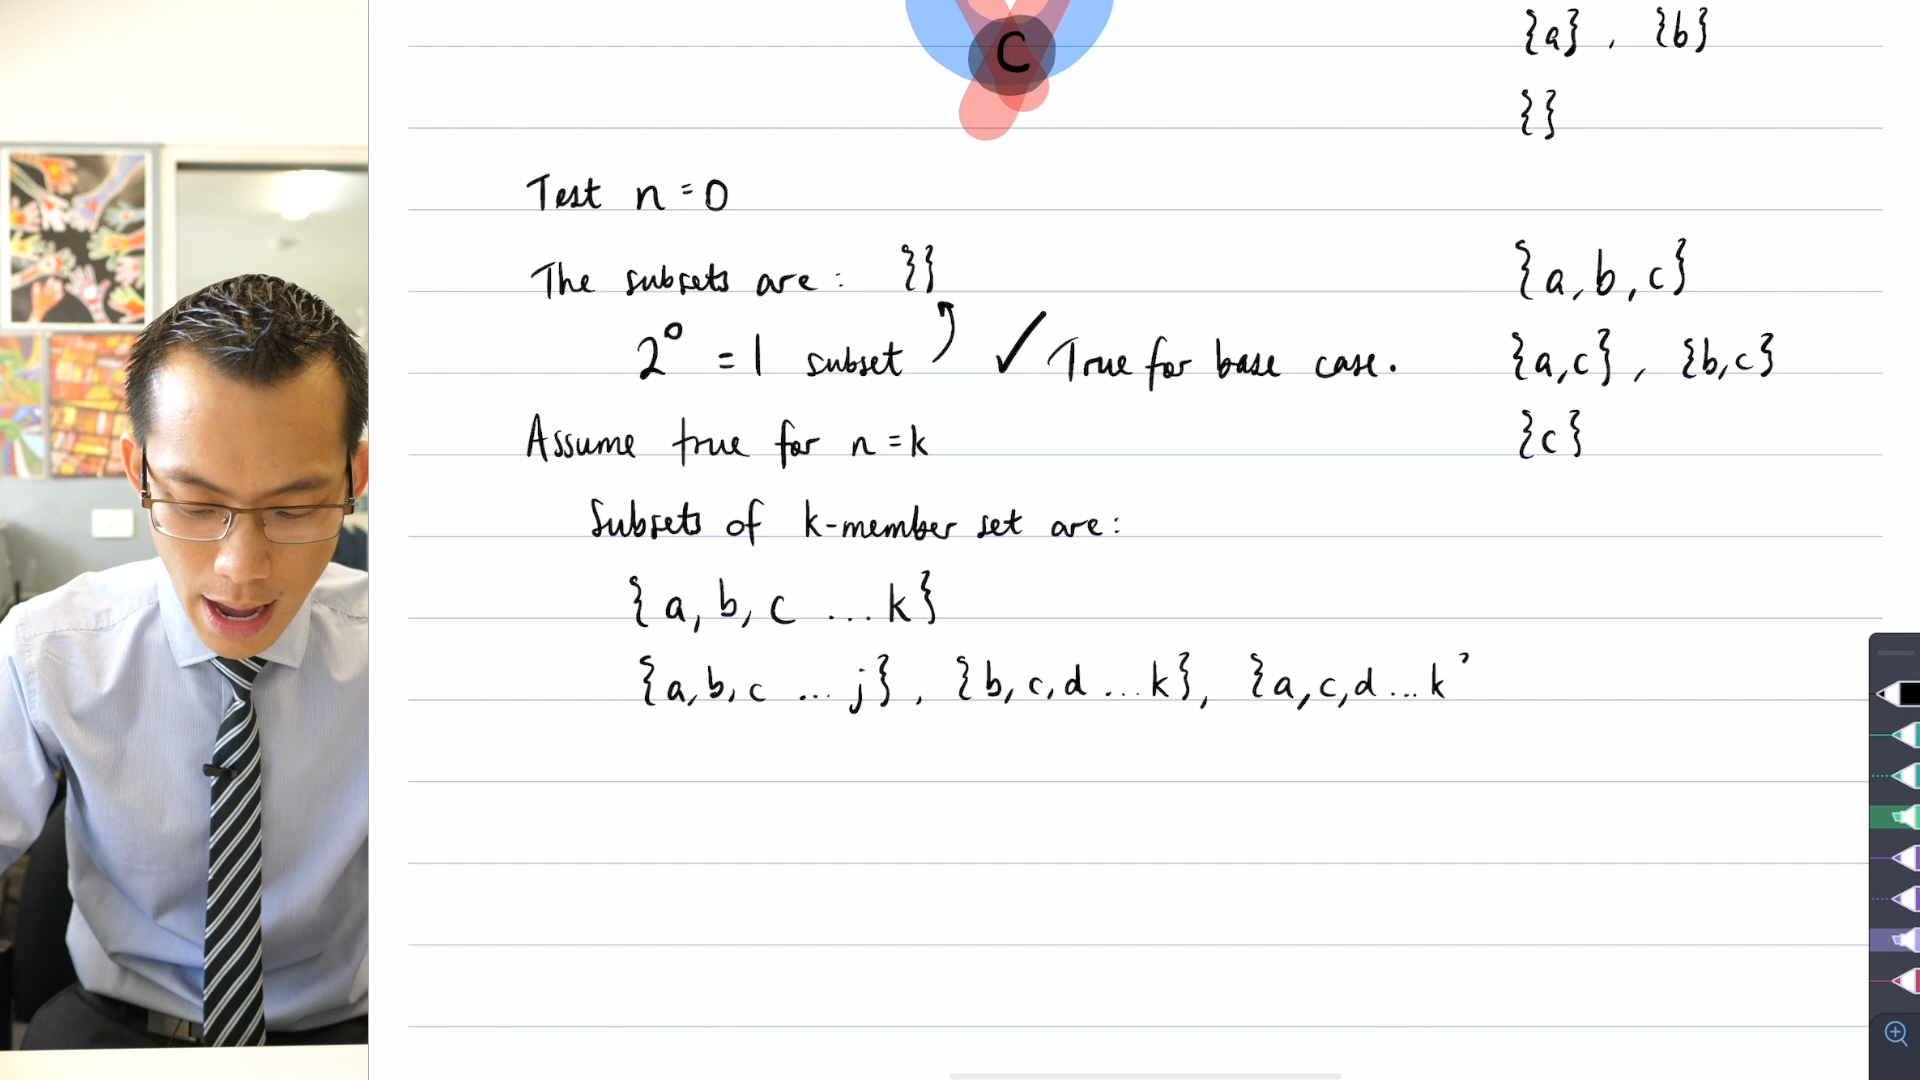 C
{a}, {b}
{}
Test n = 0
The subsets are: {}
2⁰ = 1 subset ✓ True for base case.
Assume true for n = k
Subsets of k-member set are:
{a, b, c ... k}
{a, b, c ... j}, {b, c, d ... k}, {a, c, d ... k
{a, b, c}
{a, c}, {b, c}
{c}